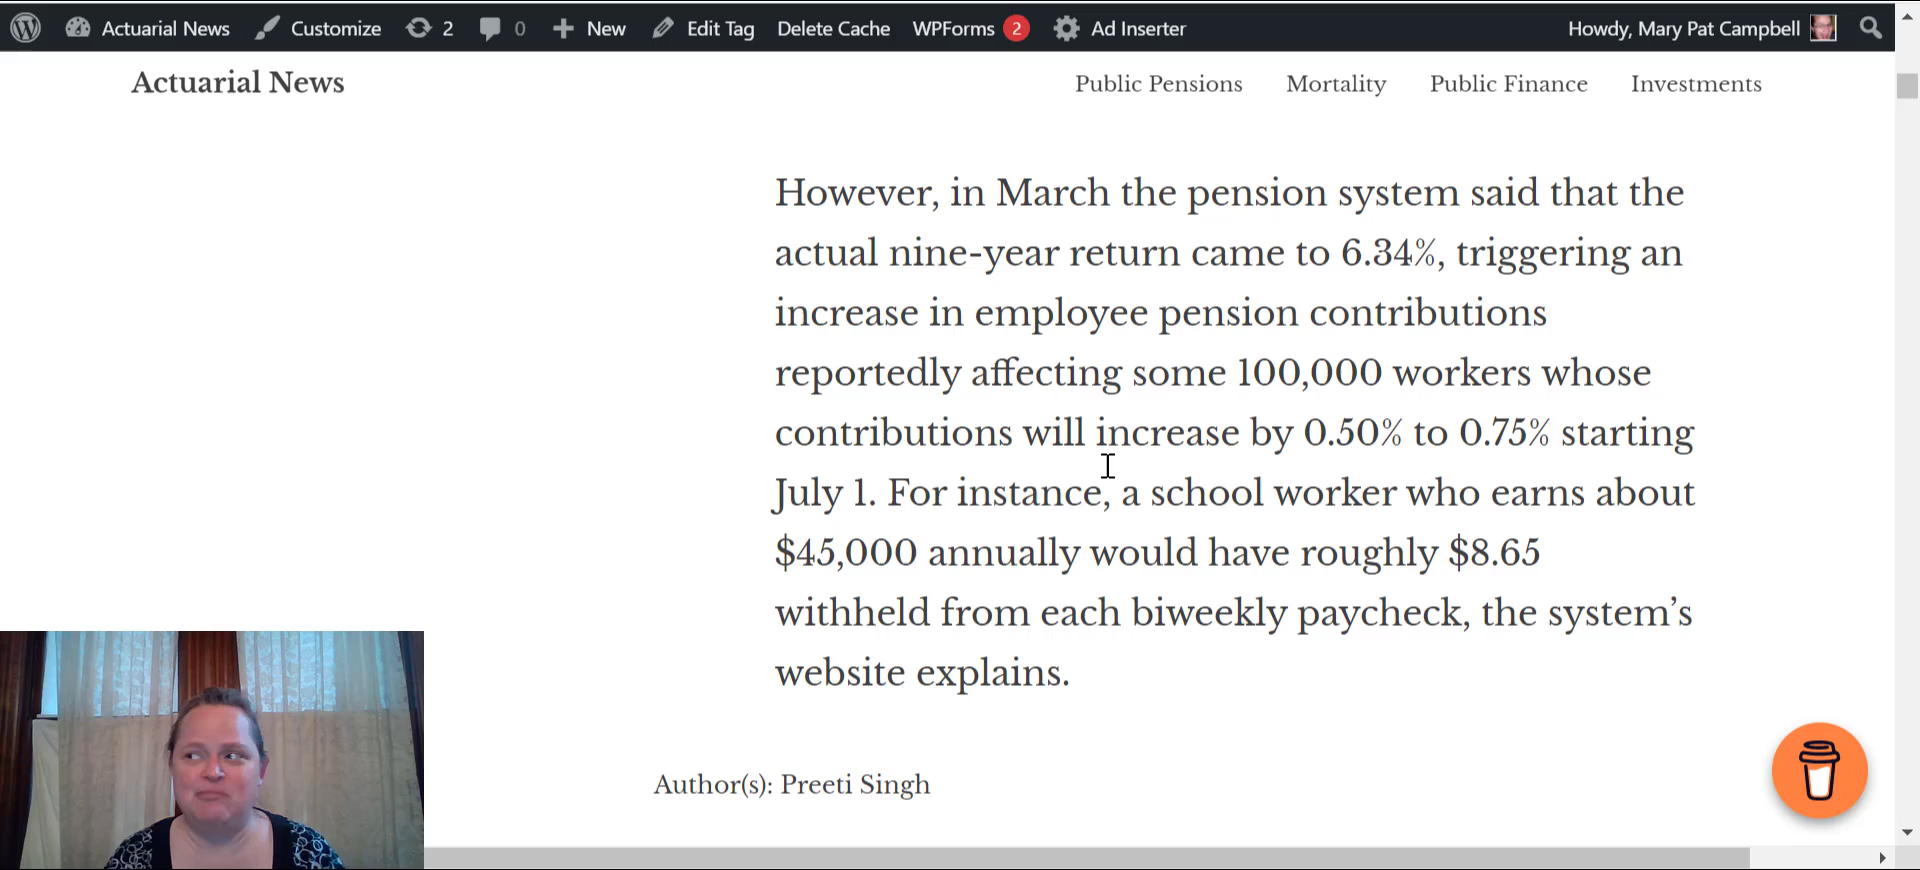 Actuarial News
Customize
2
0
New
Edit Tag
Delete Cache
WPForms 2
Ad Inserter
Howdy, Mary Pat Campbell
Actuarial News
Public Pensions
Mortality
Public Finance
Investments
However, in March the pension system said that the
actual nine-year return came to 6.34%, triggering an
increase in employee pension contributions
reportedly affecting some 100,000 workers whose
contributions will increase by 0.50% to 0.75% starting
July 1. For instance, a school worker who earns about
$45,000 annually would have roughly $8.65
withheld from each biweekly paycheck, the system’s
website explains.
Author(s): Preeti Singh